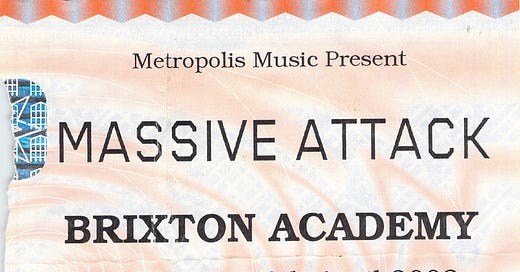 Metropolis Music Present
MASSIVE ATTACK
BRIXTON ACADEMY